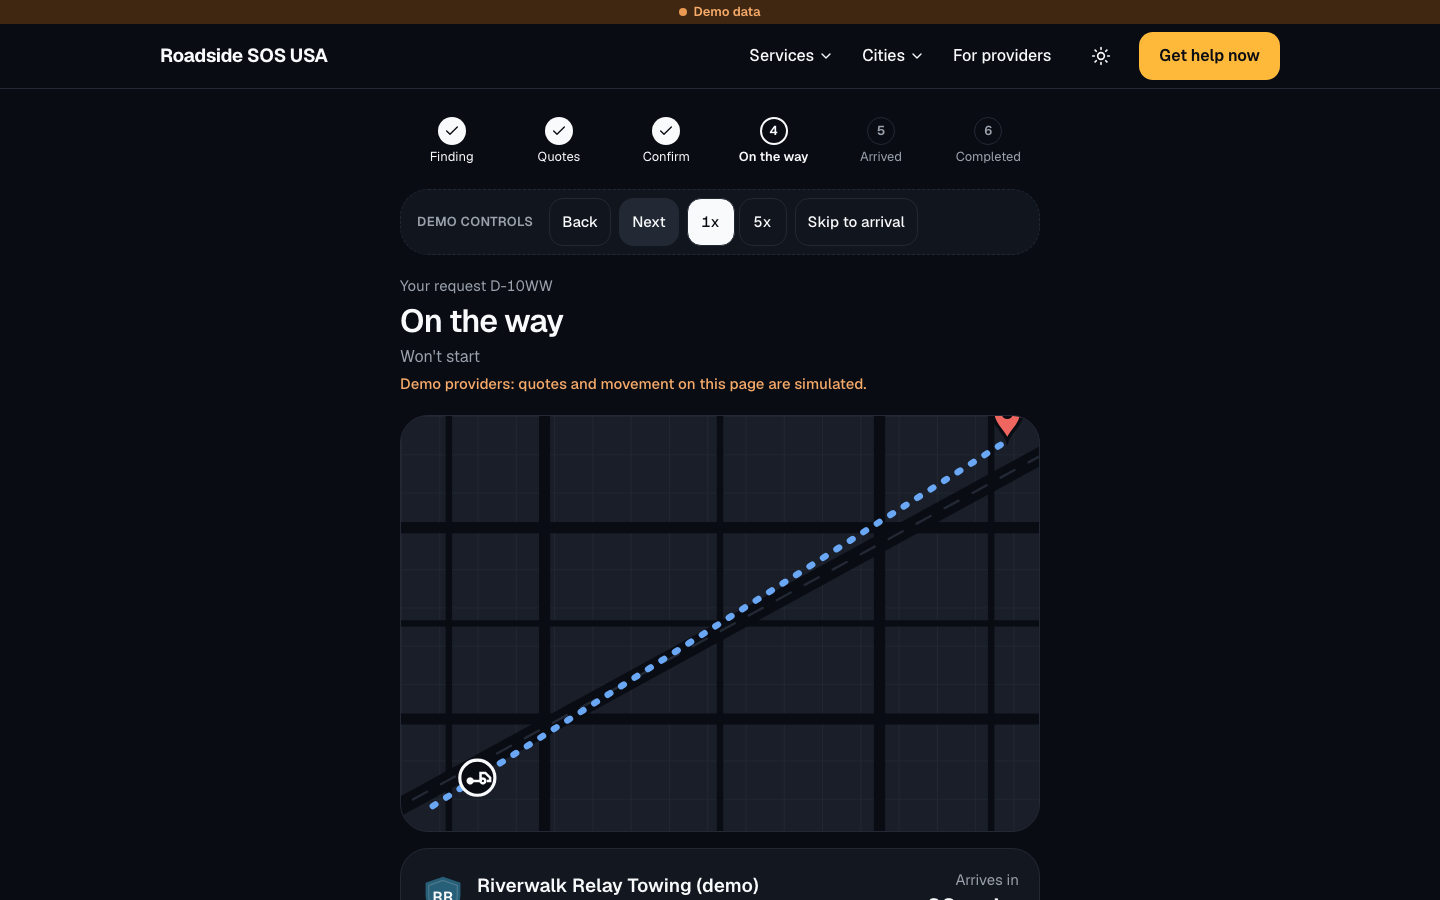 Demo data
Roadside SOS USA
Services
Cities
For providers
Get help now
4
5
6
Finding
Quotes
Confirm
On the way
Arrived
Completed
DEMO CONTROLS
Back
Next
1x
5x
Skip to arrival
Your request D-10WW
On the way
Won't start
Demo providers: quotes and movement on this page are simulated.
RR
Riverwalk Relay Towing (demo)
Arrives in